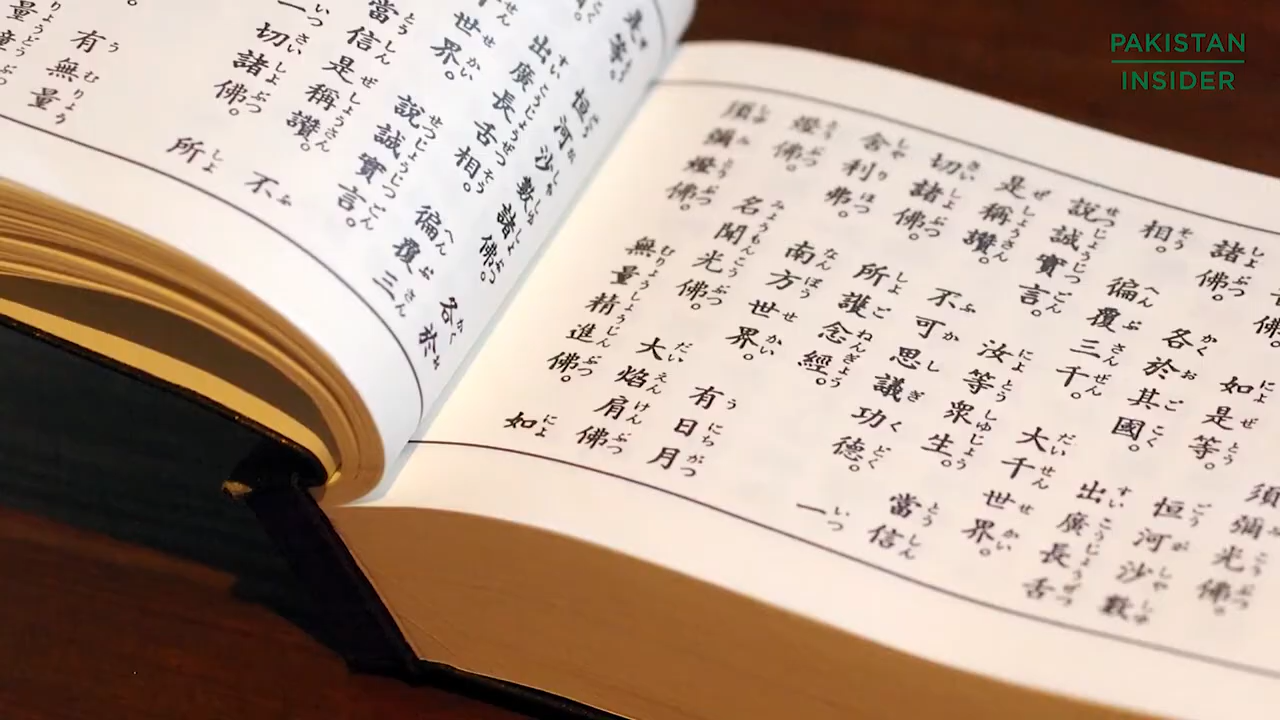 須彌光佛。
佛。如是等。恒河沙數
諸佛。各於其國。出廣長舌
相。徧覆三千。大千世界。
說誠實言。汝等衆生。當信
是稱讚。不可思議功德。一
切諸佛。所護念經。
舍利弗。南方世界。有日月
燈佛。名聞光佛。大焰肩佛
須彌燈佛。無量精進佛。如
等。恒河沙數諸佛。各於
出廣長舌相。徧覆三
世界。說誠實言。
當信是稱讚。不
一切諸佛。所
有無量
PAKISTAN
INSIDER